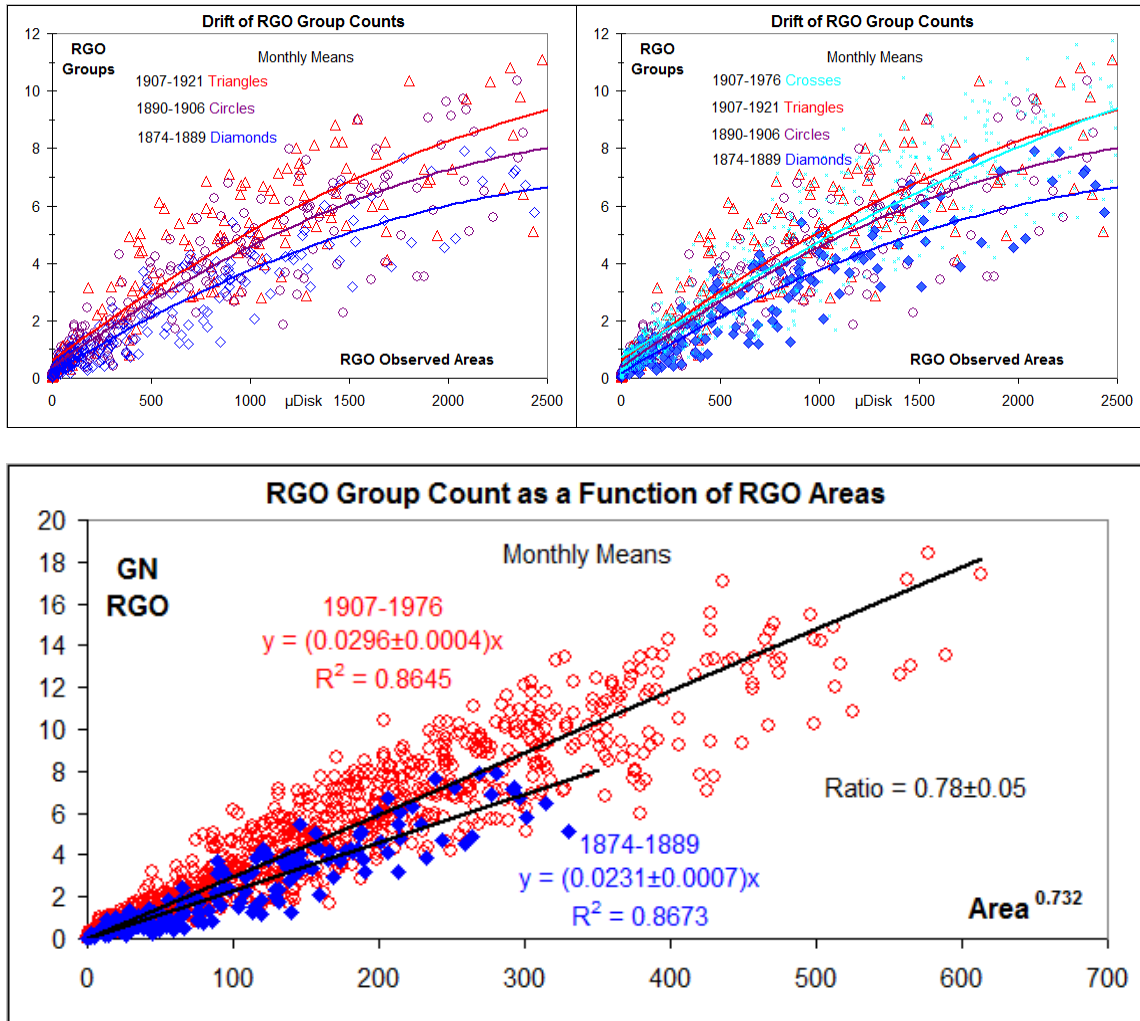 Drift of RGO Group Counts
12
10
8
6
4
2
0
RGO
Groups
Monthly Means
1907-1921 Triangles
1890-1906 Circles
1874-1889 Diamonds
RGO Observed Areas
0 500 1000 µDisk 1500 2000 2500
Drift of RGO Group Counts
12
10
8
6
4
2
0
RGO
Groups
Monthly Means
1907-1976 Crosses
1907-1921 Triangles
1890-1906 Circles
1874-1889 Diamonds
RGO Observed Areas
0 500 1000 µDisk 1500 2000 2500
RGO Group Count as a Function of RGO Areas
20
18
16
14
12
10
8
6
4
2
0
GN
RGO
Monthly Means
1907-1976
y = (0.0296±0.0004)x
R² = 0.8645
Ratio = 0.78±0.05
1874-1889
y = (0.0231±0.0007)x
R² = 0.8673
Area 0.732
0 100 200 300 400 500 600 700